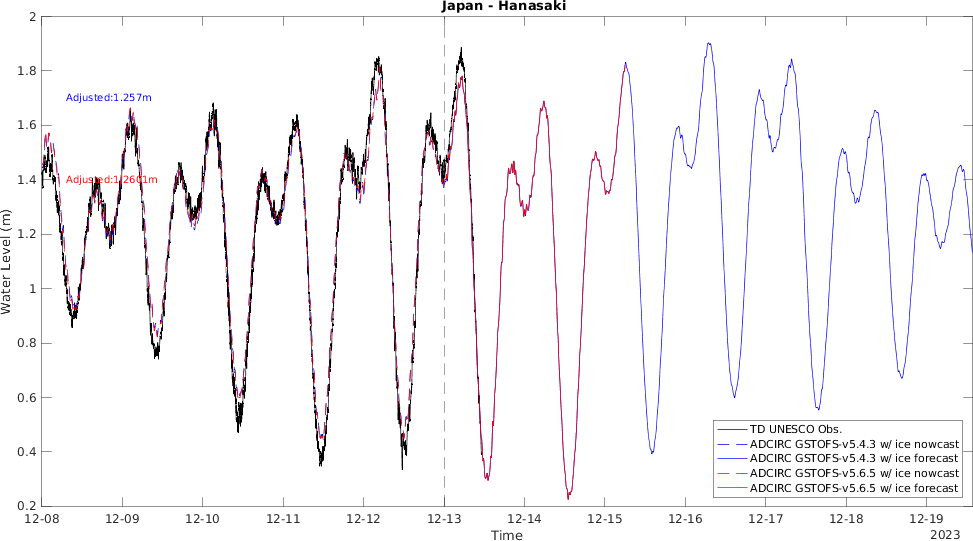 Japan - Hanasaki
2
1.8
1.6
1.4
1.2
1
0.8
0.6
0.4
0.2
Water Level (m)
Adjusted:1.257m
Adjusted:1.2601m
TD UNESCO Obs.
ADCIRC GSTOFS-v5.4.3 w/ ice nowcast
ADCIRC GSTOFS-v5.4.3 w/ ice forecast
ADCIRC GSTOFS-v5.6.5 w/ ice nowcast
ADCIRC GSTOFS-v5.6.5 w/ ice forecast
12-08 12-09 12-10 12-11 12-12 12-13 12-14 12-15 12-16 12-17 12-18 12-19
Time
2023